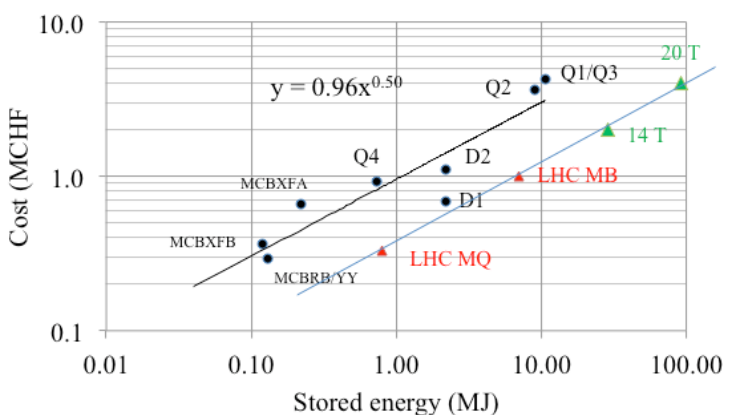 10.0
20 T
Q1/Q3
Q2
y = 0.96x^0.50
14 T
Cost (MCHF
Q4
D2
1.0
MCBXFA
LHC MB
D1
MCBXFB
LHC MQ
MCBRB/YY
0.1
0.01 0.10 1.00 10.00 100.00
Stored energy (MJ)